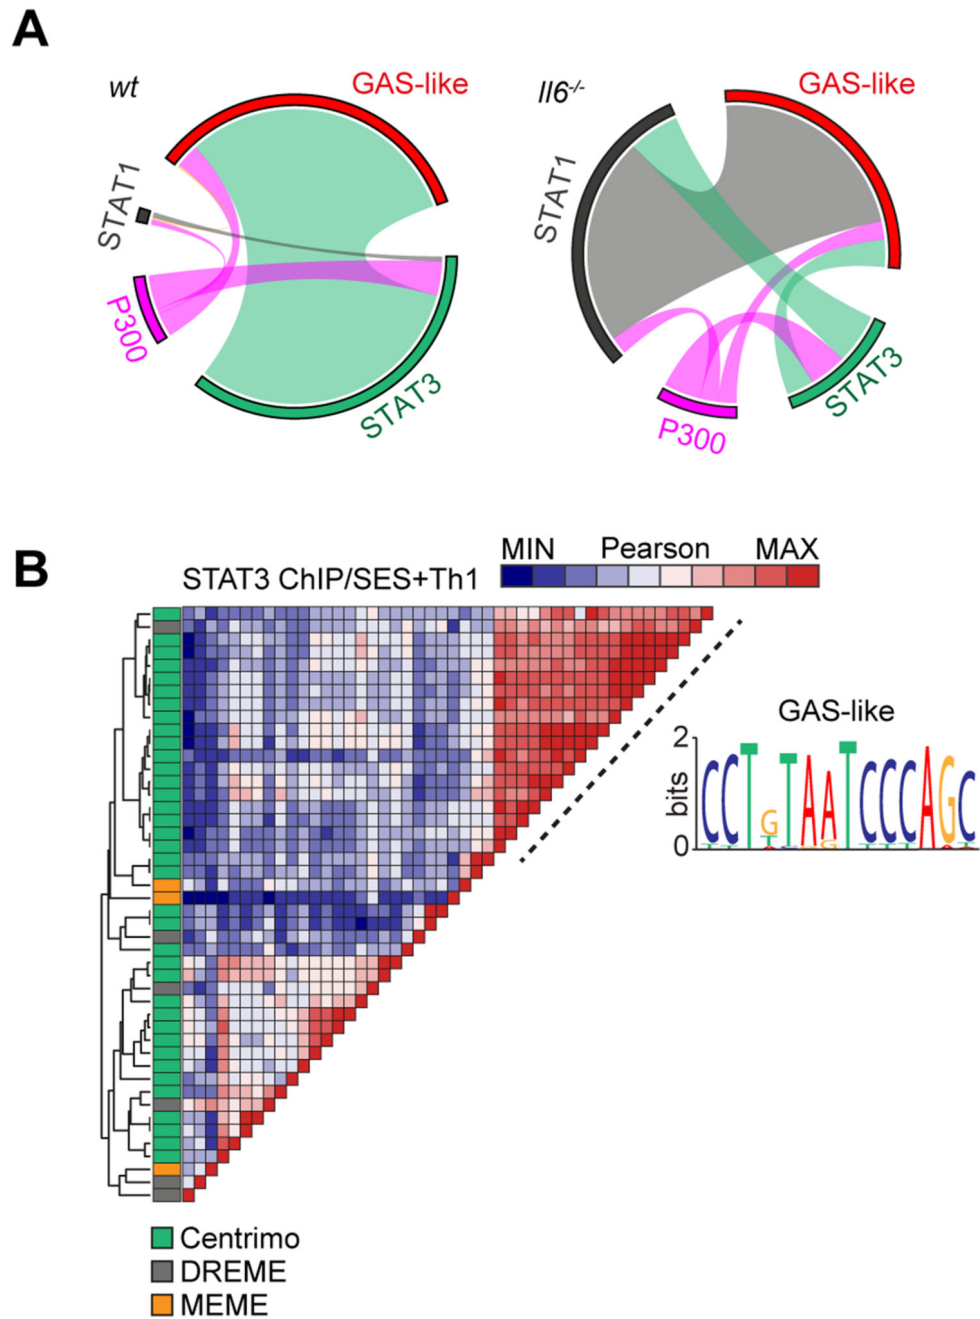 A
wt
GAS-like
STAT1
P300
STAT3
Il6-/-
GAS-like
STAT1
P300
STAT3
B
STAT3 ChIP/SES+Th1
MIN Pearson MAX
GAS-like
2
bits
0
CCTGTAATCCCAGC
Centrimo
DREME
MEME